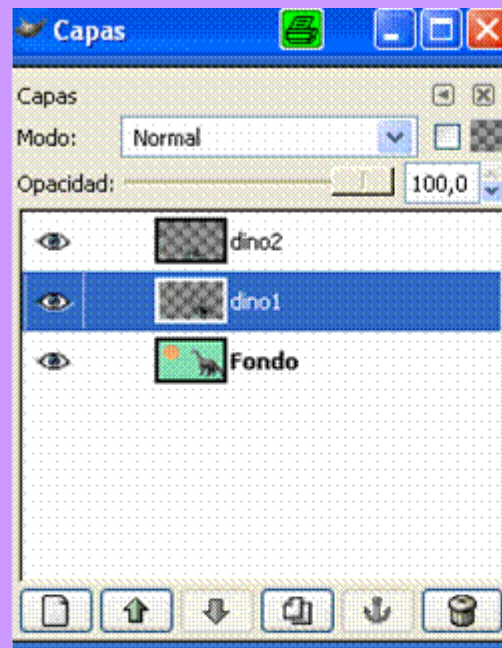 Capas
Capas
Modo: Normal
Opacidad: 100,0
dino2
dino1
Fondo